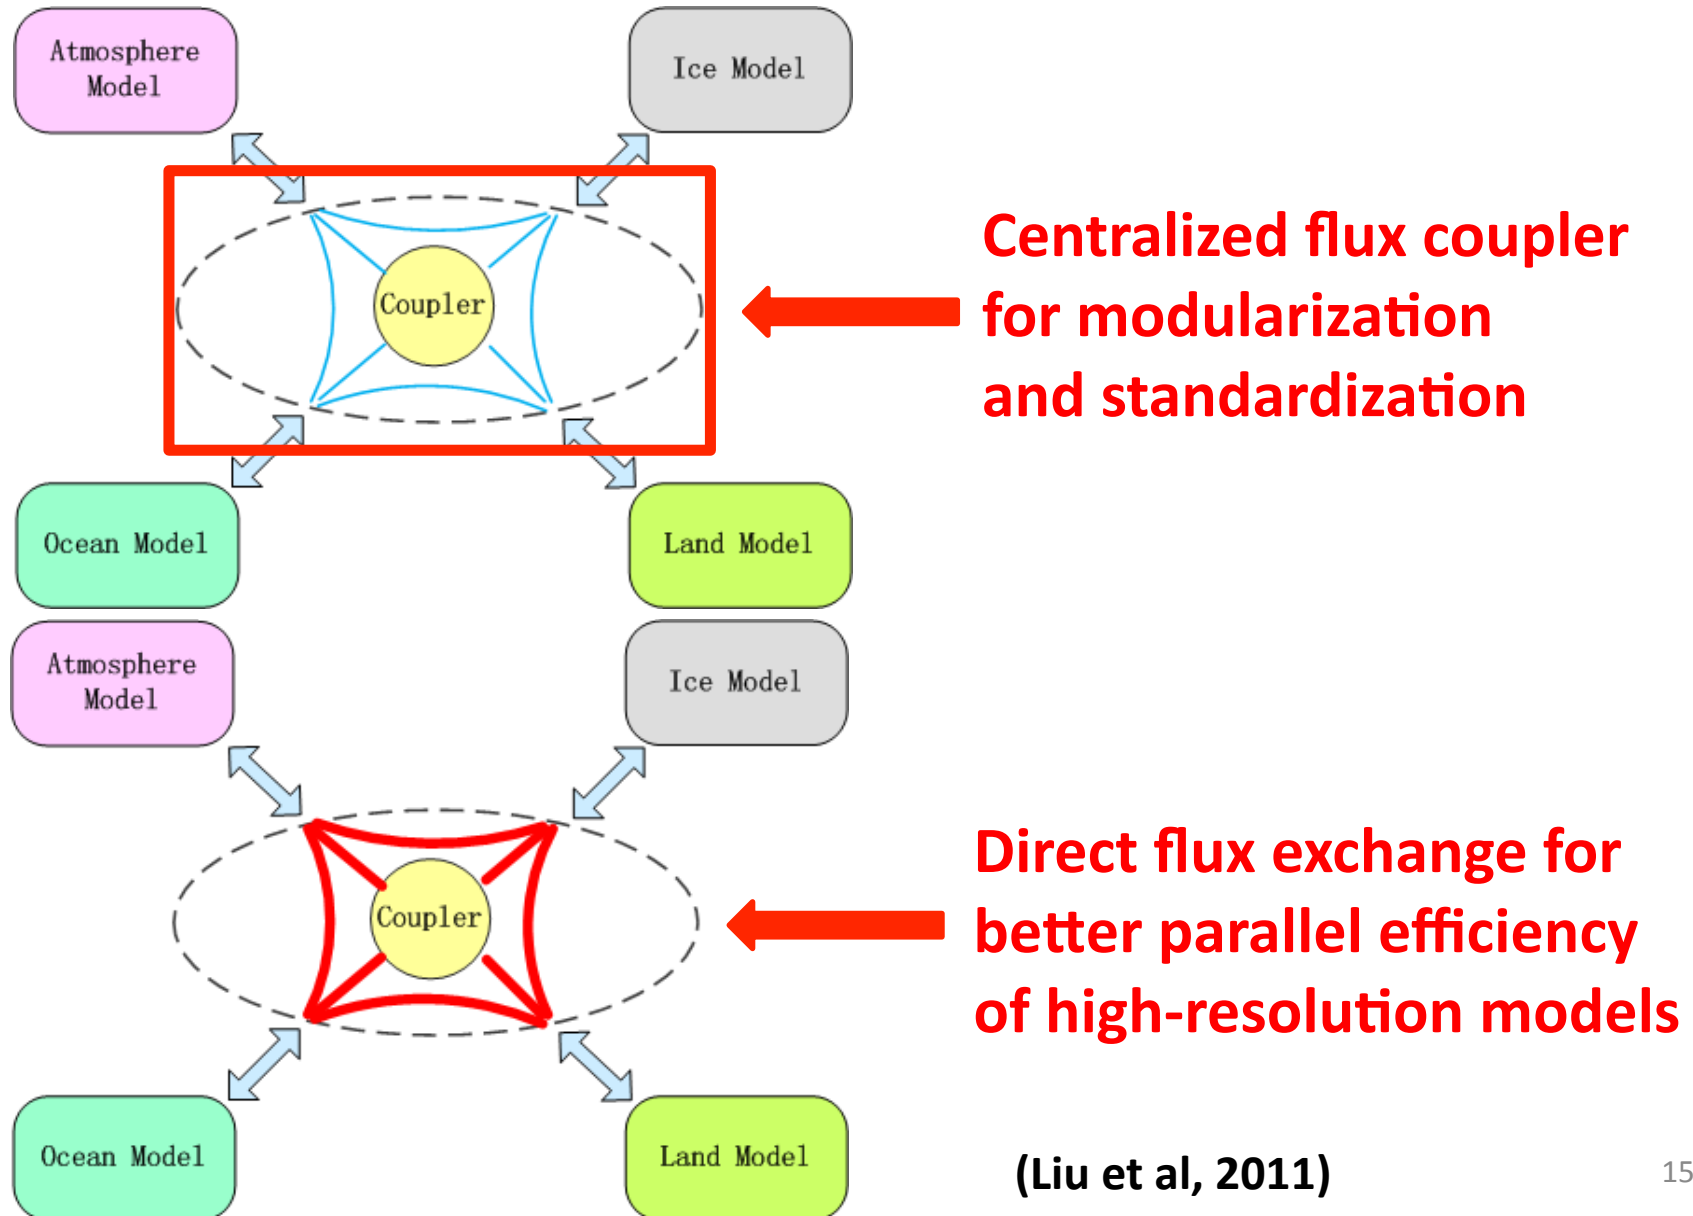 Atmosphere
Model
Ice Model
Coupler
Centralized flux coupler
for modularization
and standardization
Ocean Model
Land Model
Atmosphere
Model
Ice Model
Coupler
Direct flux exchange for
better parallel efficiency
of high-resolution models
Ocean Model
Land Model
(Liu et al, 2011)
15